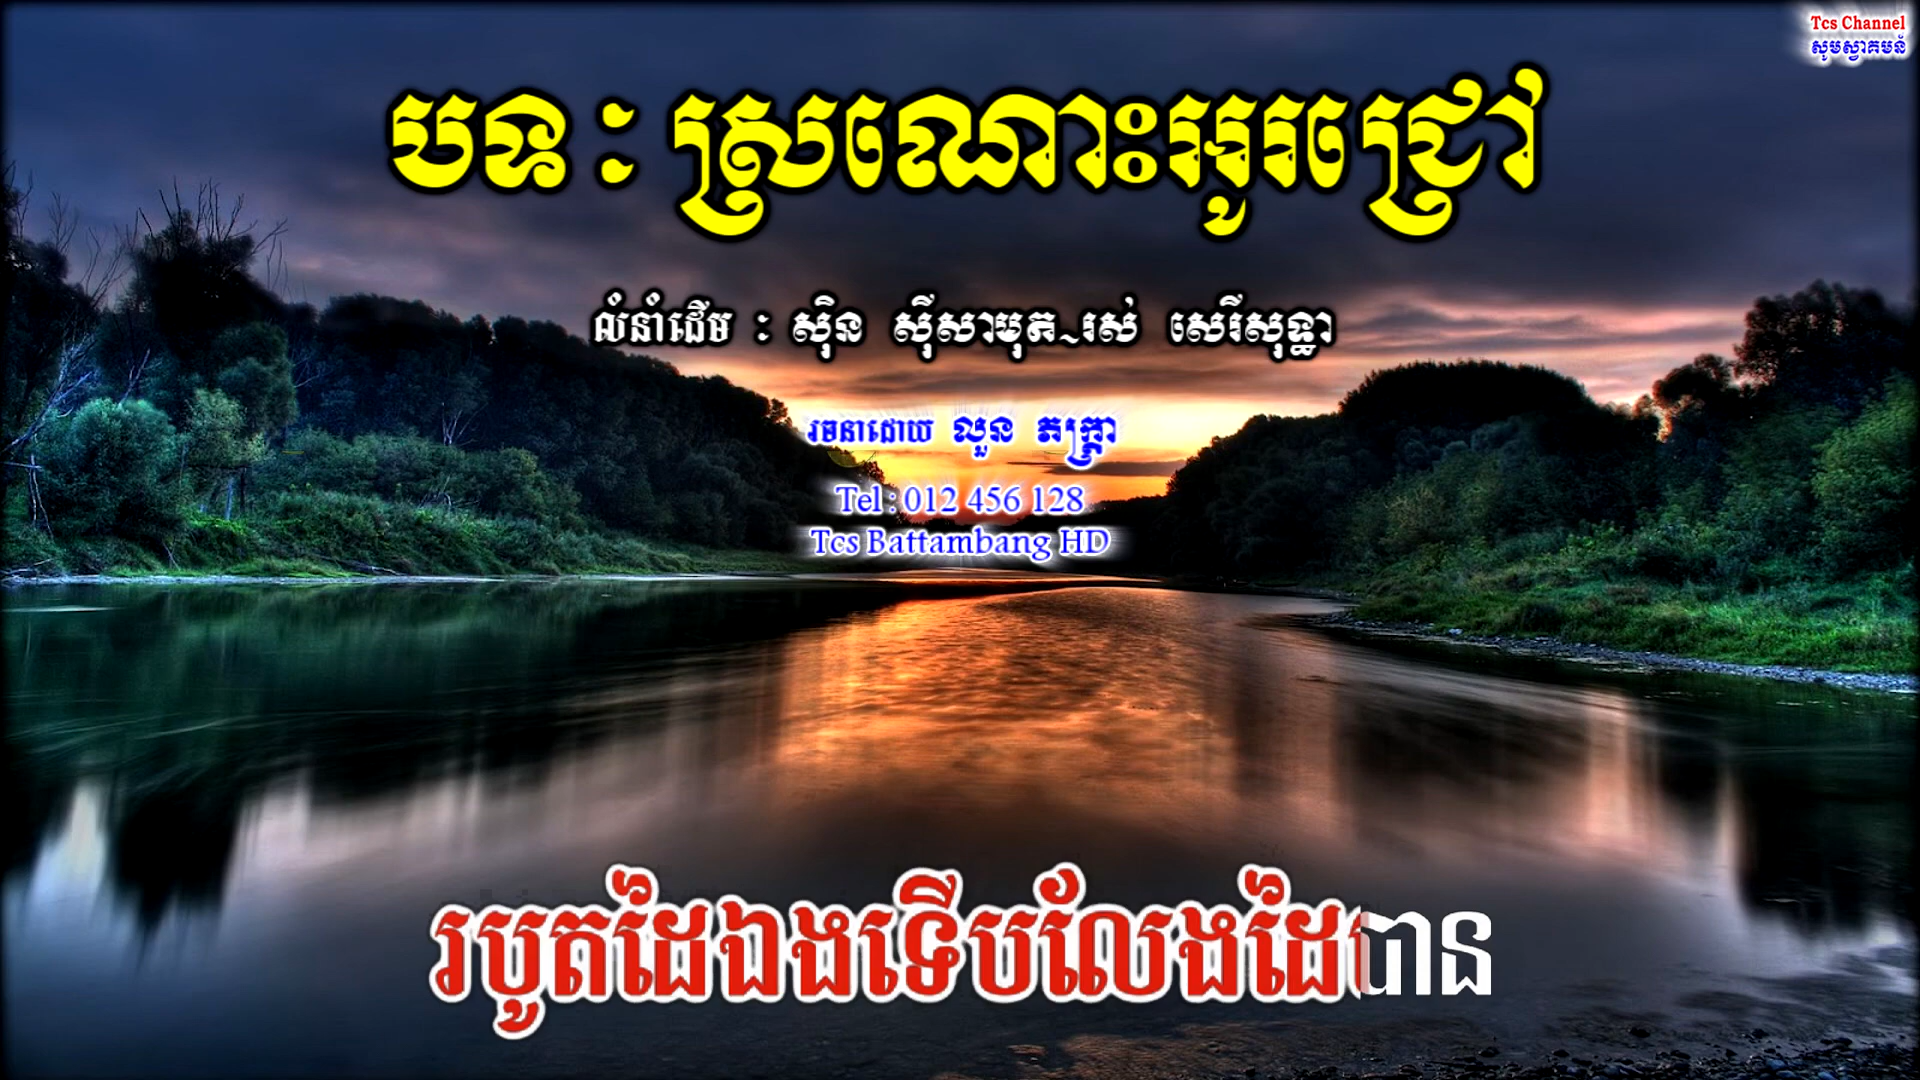 Tcs Channel
សូមស្វាគមន៍
បទ ៈ ស្រណោះអូរជ្រៅ
លំនាំដើម ៈ ស៊ិន ស៊ីសាមុត~រស់ សេរីសុទ្ធា
រចនាដោយ លួន ភក្ត្រា
Tel : 012 456 128
Tcs Battambang HD
របូតដៃឯងទើបលែងដៃបាន